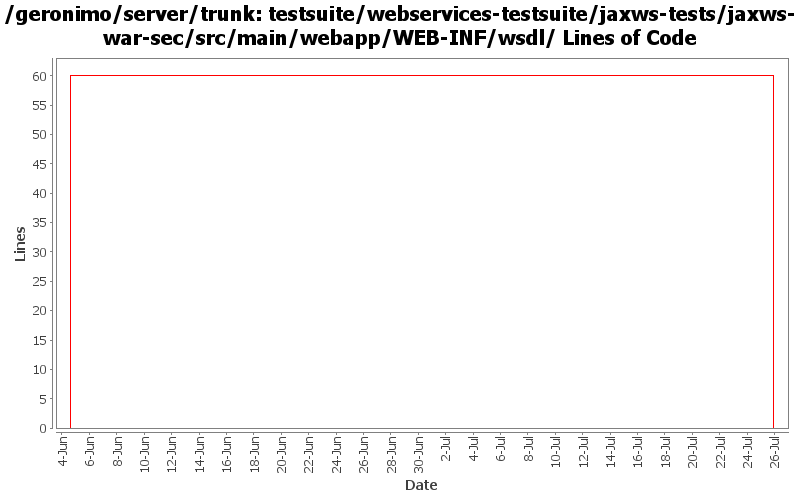 /geronimo/server/trunk: testsuite/webservices-testsuite/jaxws-tests/jaxws-
war-sec/src/main/webapp/WEB-INF/wsdl/ Lines of Code
60
55
50
45
40
35
30
25
20
15
10
5
0
Lines
4-Jun
6-Jun
8-Jun
10-Jun
12-Jun
14-Jun
16-Jun
18-Jun
20-Jun
22-Jun
24-Jun
26-Jun
28-Jun
30-Jun
2-Jul
4-Jul
6-Jul
8-Jul
10-Jul
12-Jul
14-Jul
16-Jul
18-Jul
20-Jul
22-Jul
24-Jul
26-Jul
Date